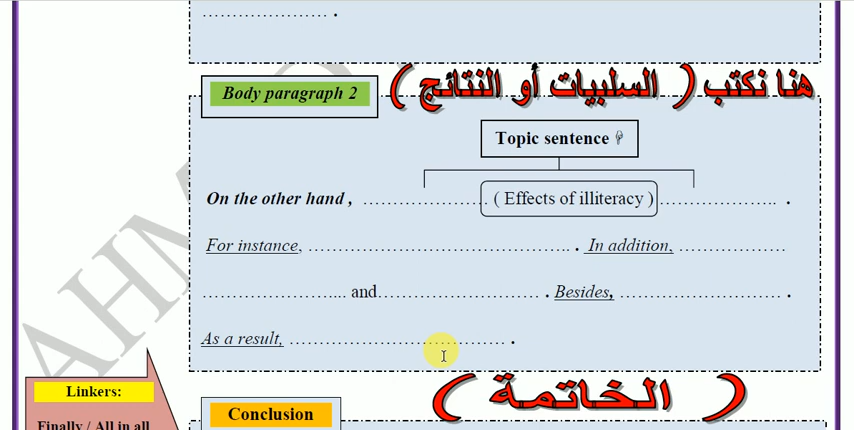 ........................ .
Body paragraph 2
هنا نكتب ( السلبيات أو النتائج )
Topic sentence
On the other hand , ........................ ( Effects of illiteracy ) ........................ .
For instance, ................................................ . In addition, ....................
............................ and................................ . Besides, ................................ .
As a result, ............................................ .
( الخاتمة )
Linkers:
Conclusion
Finally / All in all
AHM